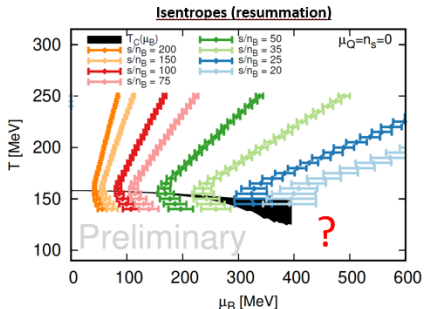 Isentropes (resummation)
T_C(μ_B)
s/n_B=200
s/n_B=150
s/n_B=100
s/n_B=75
s/n_B=50
s/n_B=35
s/n_B=25
s/n_B=20
μ_Q=n_s=0
T [MeV]
300
250
200
150
100
Preliminary
?
0 100 200 300 400 500 600
μ_B [MeV]